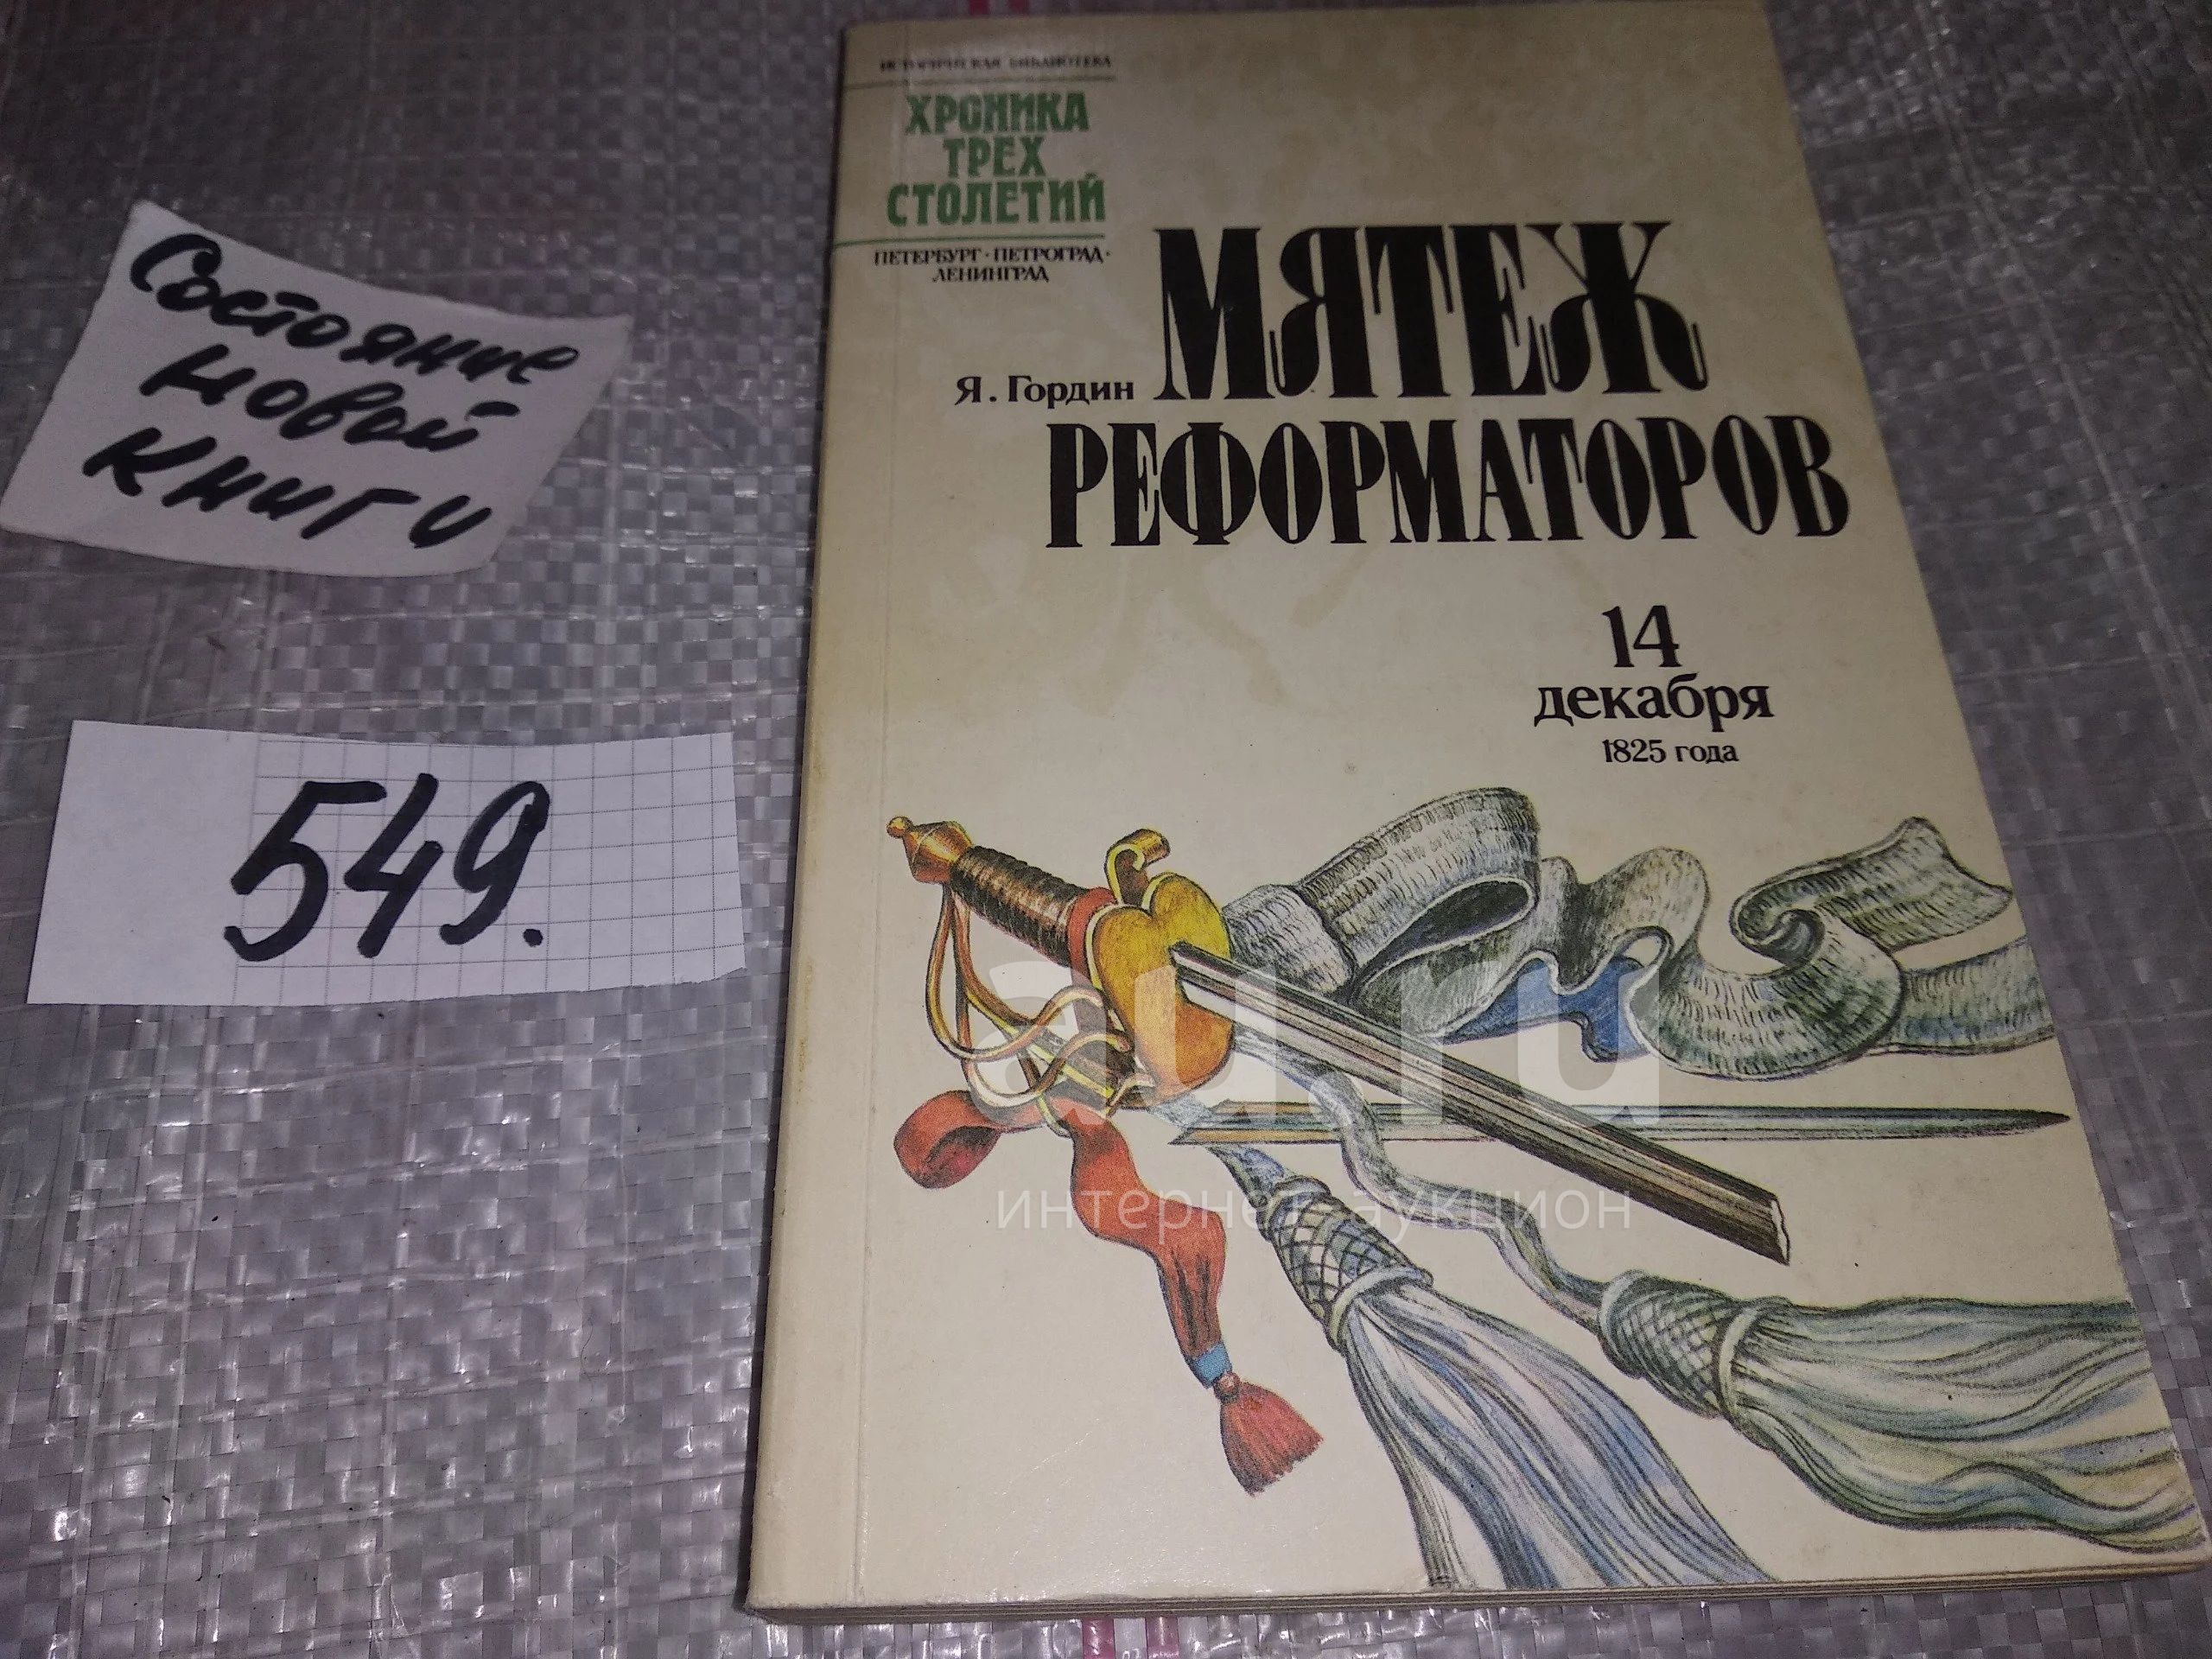 ИСТОРИЧЕСКАЯ БИБЛИОТЕКА
ХРОНИКА
ТРЕХ
СТОЛЕТИЙ
ПЕТЕРБУРГ·ПЕТРОГРАД·
ЛЕНИНГРАД
Я. Гордин
МЯТЕЖ
РЕФОРМАТОРОВ
14
декабря
1825 года
Состояние
новой
книги
549.
au.ru
интернет-аукцион